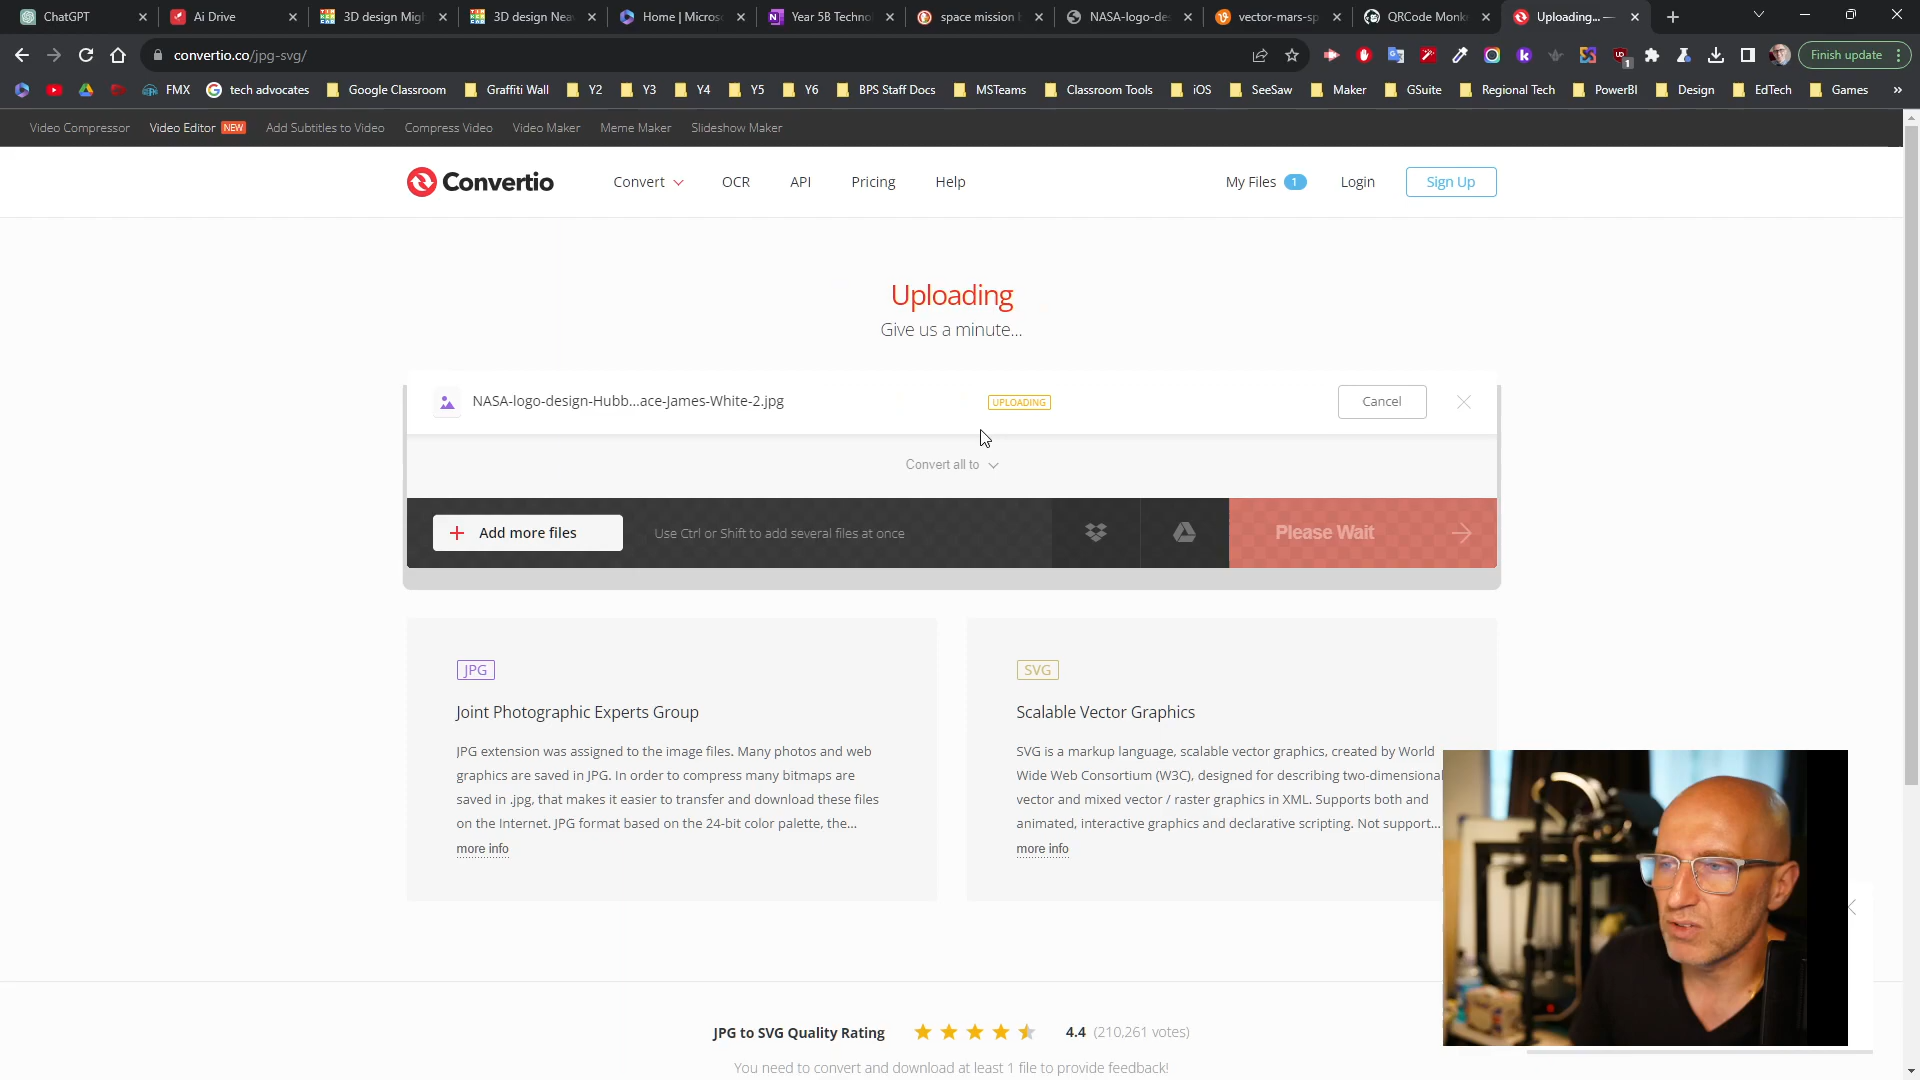 ChatGPT
Ai Drive
3D design Mig
3D design Nea
Home | Micros
Year 5B Techno
space mission
NASA-logo-de
vector-mars-sp
QRCode Monk
Uploading... —
convertio.co/jpg-svg/
1
Finish update
FMX
tech advocates
Google Classroom
Graffiti Wall
Y2
Y3
Y4
Y5
Y6
BPS Staff Docs
MSTeams
Classroom Tools
iOS
SeeSaw
Maker
GSuite
Regional Tech
PowerBI
Design
EdTech
Games
»
Video Compressor
Video Editor NEW
Add Subtitles to Video
Compress Video
Video Maker
Meme Maker
Slideshow Maker
Convertio
Convert
OCR
API
Pricing
Help
My Files 1
Login
Sign Up
Uploading
Give us a minute...
NASA-logo-design-Hubb...ace-James-White-2.jpg
UPLOADING
Cancel
Convert all to
Add more files
Use Ctrl or Shift to add several files at once
Please Wait
JPG
Joint Photographic Experts Group
JPG extension was assigned to the image files. Many photos and web
graphics are saved in JPG. In order to compress many bitmaps are
saved in .jpg, that makes it easier to transfer and download these files
on the Internet. JPG format based on the 24-bit color palette, the...
more info
SVG
Scalable Vector Graphics
SVG is a markup language, scalable vector graphics, created by World
Wide Web Consortium (W3C), designed for describing two-dimensional
vector and mixed vector / raster graphics in XML. Supports both and
animated, interactive graphics and declarative scripting. Not support...
more info
JPG to SVG Quality Rating
4.4 (210,261 votes)
You need to convert and download at least 1 file to provide feedback!